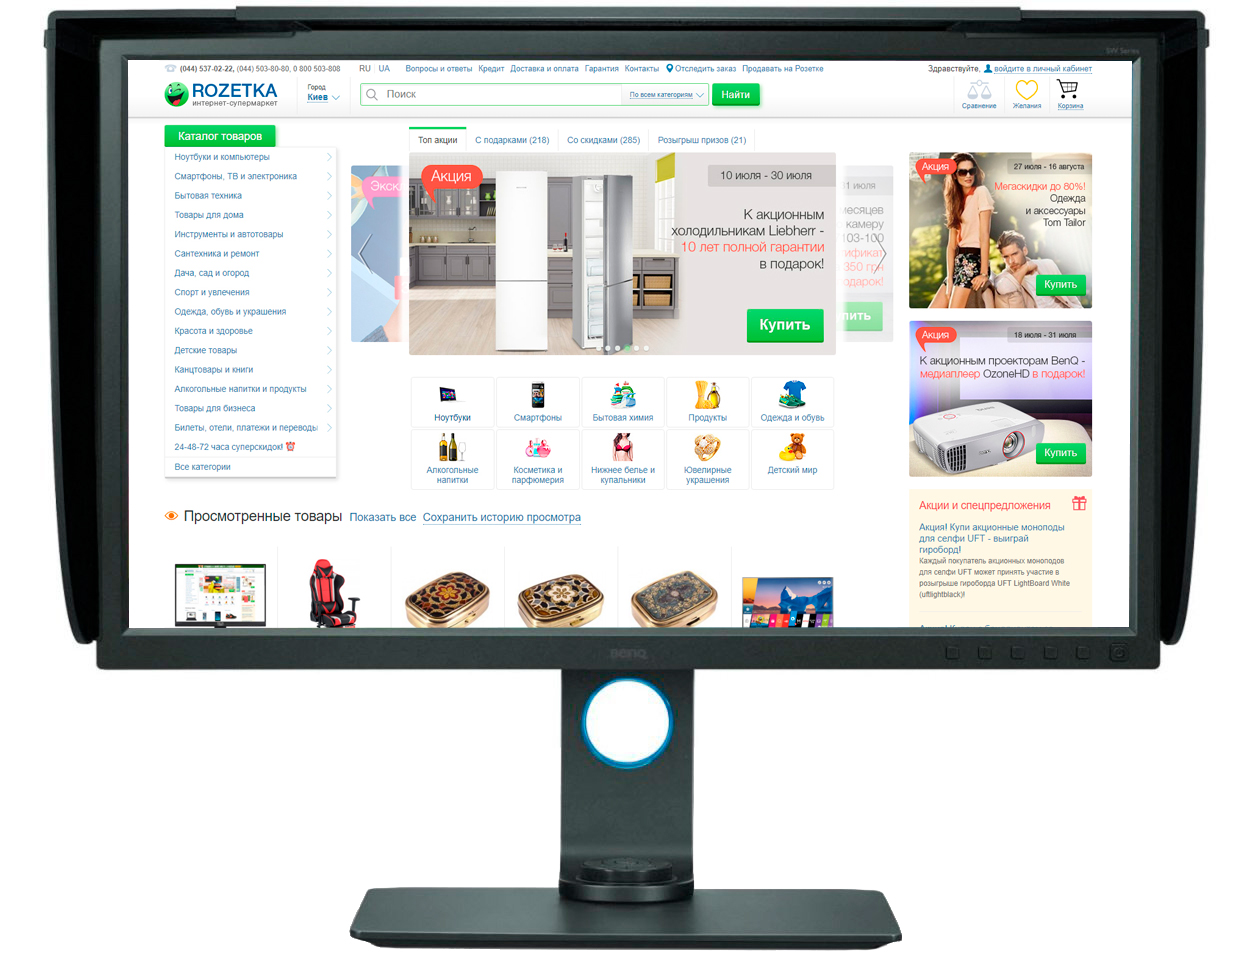 SW Series
(044) 537-02-22, (044) 503-80-80, 0 800 503-808
RU UA
Вопросы и ответы Кредит Доставка и оплата Гарантия Контакты Отследить заказ Продавать на Розетке
Здравствуйте, войдите в личный кабинет
ROZETKA
интернет-супермаркет
Город
Киев
Поиск
По всем категориям
Найти
Сравнение
Желания
Корзина
Каталог товаров
Ноутбуки и компьютеры
Смартфоны, ТВ и электроника
Бытовая техника
Товары для дома
Инструменты и автотовары
Сантехника и ремонт
Дача, сад и огород
Спорт и увлечения
Одежда, обувь и украшения
Красота и здоровье
Детские товары
Канцтовары и книги
Алкогольные напитки и продукты
Товары для бизнеса
Билеты, отели, платежи и переводы
24-48-72 часа суперскидок!
Все категории
Топ акции
С подарками (218)
Со скидками (285)
Розыгрыш призов (21)
Экск
Акция
10 июля - 30 июля
К акционным
холодильникам Liebherr -
10 лет полной гарантии
в подарок!
Купить
11 июля
месяцев
камеру
103-100
ртификат
350 грн
одарок!
пить
Акция
27 июля - 16 августа
Мегаскидки до 80%!
Одежда
и аксессуары
Tom Tailor
Купить
Акция
18 июля - 31 июля
К акционным проекторам BenQ -
медиаплеер OzoneHD в подарок!
Купить
Ноутбуки
Смартфоны
Бытовая химия
Продукты
Одежда и обувь
Алкогольные
напитки
Косметика и
парфюмерия
Нижнее белье и
купальники
Ювелирные
украшения
Детский мир
Просмотренные товары Показать все Сохранить историю просмотра
Акции и спецпредложения
Акция! Купи акционные моноподы
для селфи UFT - выиграй
гироборд!
Каждый покупатель акционных моноподов
для селфи UFT может принять участие в
розыгрыше гироборда UFT LightBoard White
(uftlightblack)!
BenQ